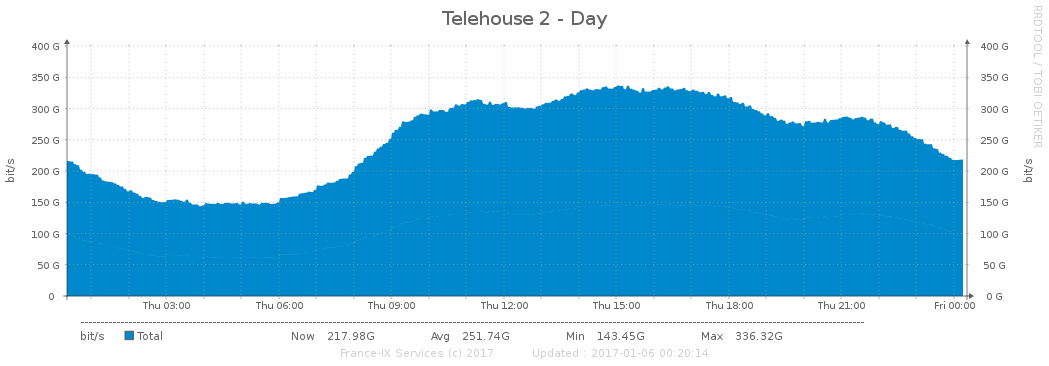 Telehouse 2 - Day
RRDTOOL / TOBI OETIKER
400 G 400 G
350 G 350 G
300 G 300 G
250 G 250 G
200 G 200 G
150 G 150 G
100 G 100 G
50 G 50 G
0 0 G
bit/s bit/s
Thu 03:00 Thu 06:00 Thu 09:00 Thu 12:00 Thu 15:00 Thu 18:00 Thu 21:00 Fri 00:00
bit/s Total Now 217.98G Avg 251.74G Min 143.45G Max 336.32G
France-IX Services (c) 2017 Updated : 2017-01-06 00:20:14